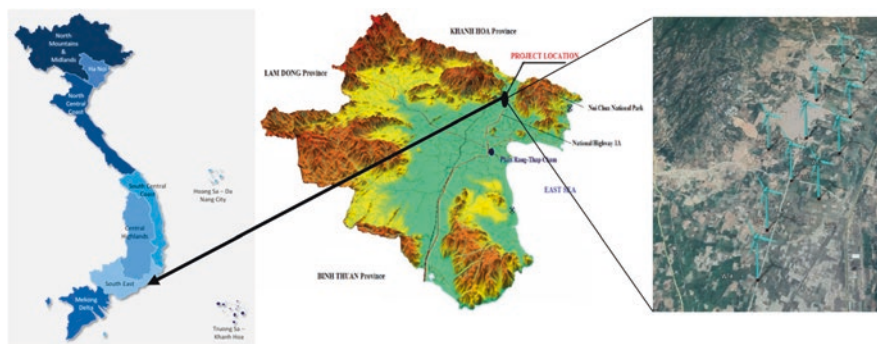 North
Mountains
&
Midlands
Ha Noi
North
Central
Coast
South Central
Coast
Hoang Sa – Da
Nang City
Central
Highlands
South East
Mekong
Delta
Truong Sa –
Khanh Hoa
KHANH HOA Province
PROJECT LOCATION
LAM DONG Province
Nui Chua National Park
National Highway 1A
Phan Rang-Thap Cham
EAST SEA
BINH THUAN Province